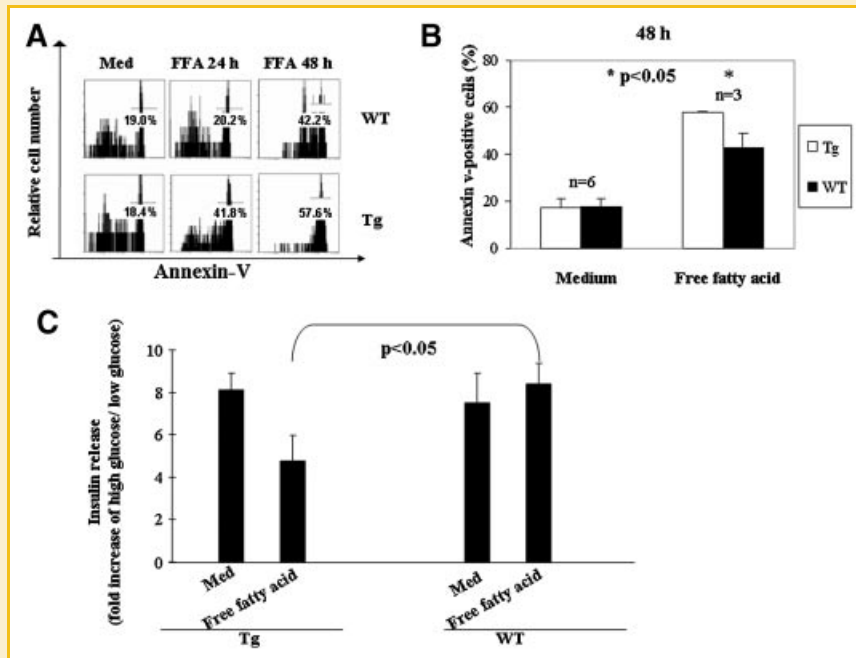 A
Med FFA 24 h FFA 48 h
19.0% 20.2% 42.2%
WT
18.4% 41.8% 57.6%
Tg
Relative cell number
Annexin-V
B
48 h
Annexin v-positive cells (%)
80
60
40
20
0
* p<0.05
*
n=3
n=6
Medium Free fatty acid
Tg
WT
C
p<0.05
Insulin release
(fold increase of high glucose/ low glucose)
10
8
6
4
2
0
Med Free fatty acid Med Free fatty acid
Tg WT